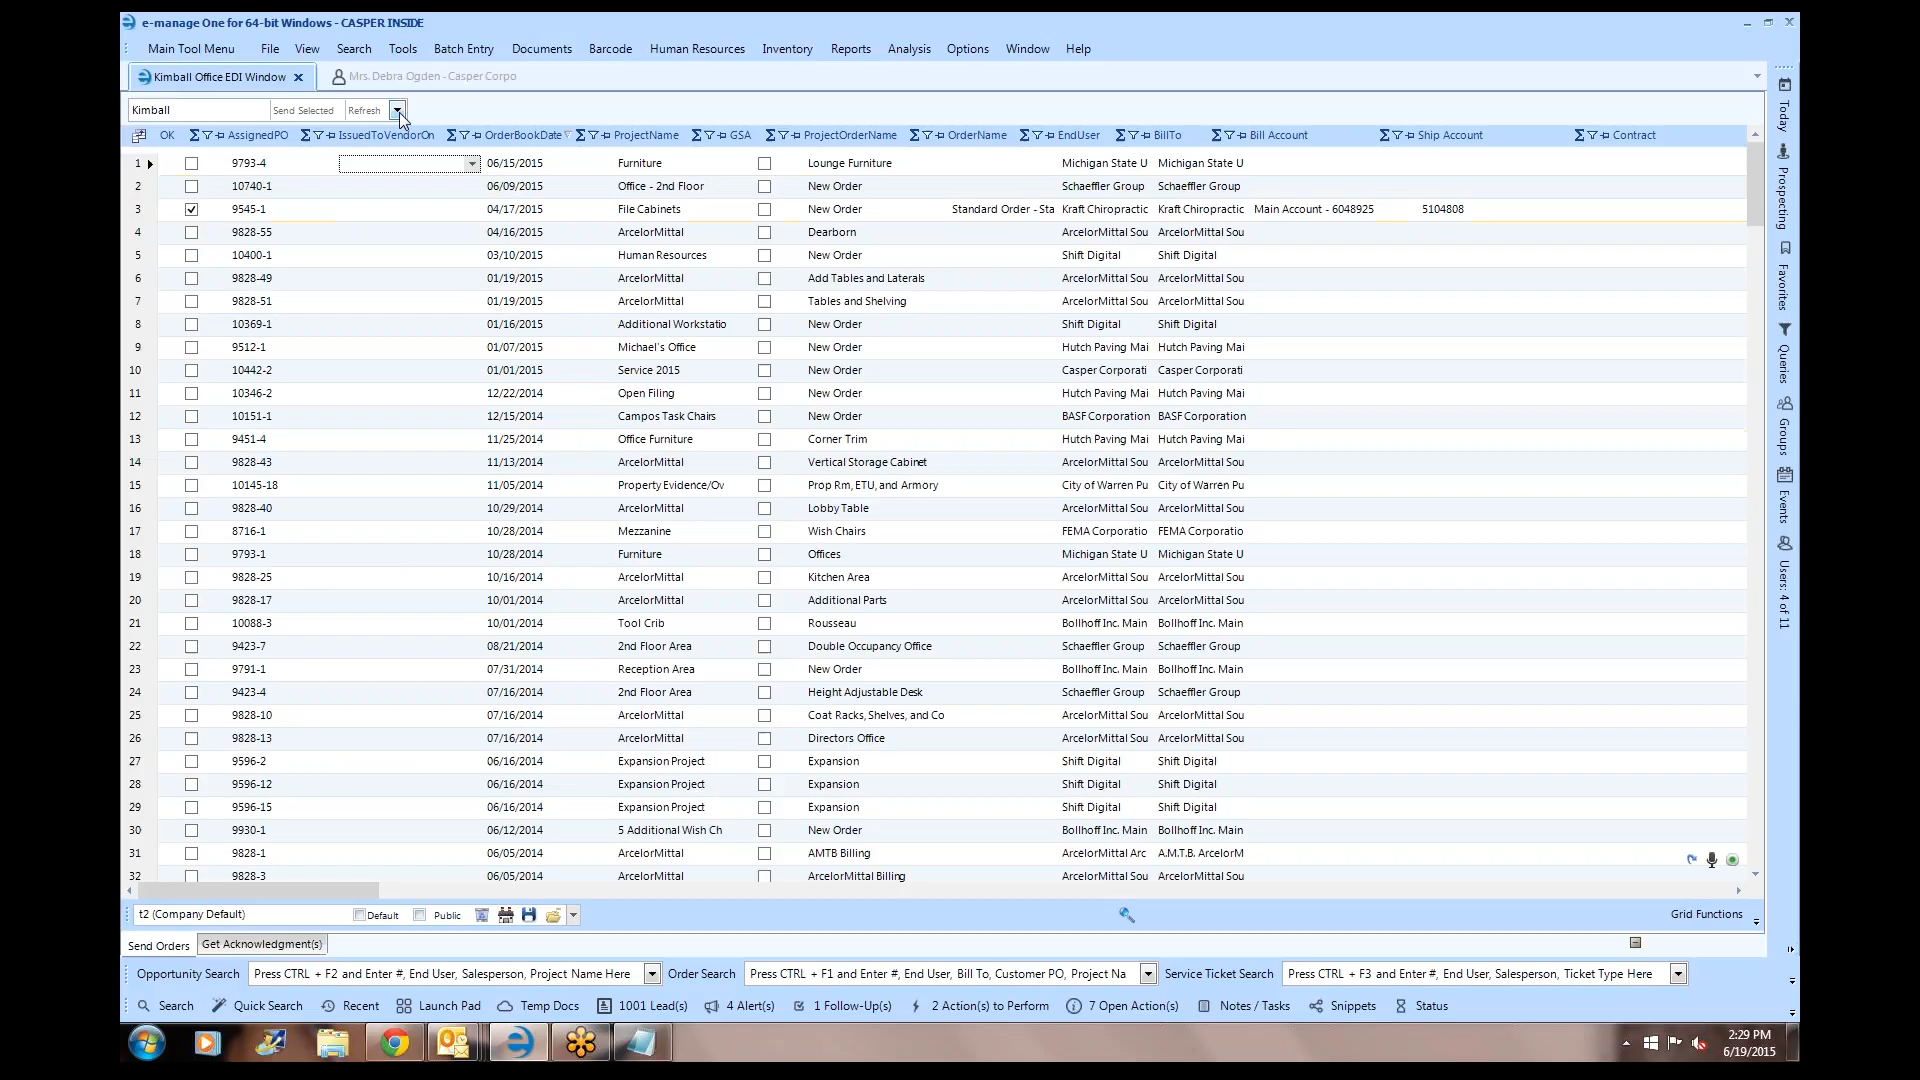 e-manage One for 64-bit Windows - CASPER INSIDE
Main Tool Menu File View Search Tools Batch Entry Documents Barcode Human Resources Inventory Reports Analysis Options Window Help
Kimball Office EDI Window Mrs. Debra Ogden - Casper Corpo
Kimball Send Selected Refresh
OK AssignedPO IssuedToVendorOn OrderBookDate ProjectName GSA ProjectOrderName OrderName EndUser BillTo Bill Account Ship Account Contract
1 9793-4 06/15/2015 Furniture Lounge Furniture Michigan State U Michigan State U
2 10740-1 06/09/2015 Office - 2nd Floor New Order Schaeffler Group Schaeffler Group
3 9545-1 04/17/2015 File Cabinets New Order Standard Order - Sta Kraft Chiropractic Kraft Chiropractic Main Account - 6048925 5104808
4 9828-55 04/16/2015 ArcelorMittal Dearborn ArcelorMittal Sou ArcelorMittal Sou
5 10400-1 03/10/2015 Human Resources New Order Shift Digital Shift Digital
6 9828-49 01/19/2015 ArcelorMittal Add Tables and Laterals ArcelorMittal Sou ArcelorMittal Sou
7 9828-51 01/19/2015 ArcelorMittal Tables and Shelving ArcelorMittal Sou ArcelorMittal Sou
8 10369-1 01/16/2015 Additional Workstatio New Order Shift Digital Shift Digital
9 9512-1 01/07/2015 Michael's Office New Order Hutch Paving Mai Hutch Paving Mai
10 10442-2 01/01/2015 Service 2015 New Order Casper Corporati Casper Corporati
11 10346-2 12/22/2014 Open Filing New Order Hutch Paving Mai Hutch Paving Mai
12 10151-1 12/15/2014 Campos Task Chairs New Order BASF Corporation BASF Corporation
13 9451-4 11/25/2014 Office Furniture Corner Trim Hutch Paving Mai Hutch Paving Mai
14 9828-43 11/13/2014 ArcelorMittal Vertical Storage Cabinet ArcelorMittal Sou ArcelorMittal Sou
15 10145-18 11/05/2014 Property Evidence/Ov Prop Rm, ETU, and Armory City of Warren Pu City of Warren Pu
16 9828-40 10/29/2014 ArcelorMittal Lobby Table ArcelorMittal Sou ArcelorMittal Sou
17 8716-1 10/28/2014 Mezzanine Wish Chairs FEMA Corporatio FEMA Corporatio
18 9793-1 10/28/2014 Furniture Offices Michigan State U Michigan State U
19 9828-25 10/16/2014 ArcelorMittal Kitchen Area ArcelorMittal Sou ArcelorMittal Sou
20 9828-17 10/01/2014 ArcelorMittal Additional Parts ArcelorMittal Sou ArcelorMittal Sou
21 10088-3 10/01/2014 Tool Crib Rousseau Bollhoff Inc. Main Bollhoff Inc. Main
22 9423-7 08/21/2014 2nd Floor Area Double Occupancy Office Schaeffler Group Schaeffler Group
23 9791-1 07/31/2014 Reception Area New Order Bollhoff Inc. Main Bollhoff Inc. Main
24 9423-4 07/16/2014 2nd Floor Area Height Adjustable Desk Schaeffler Group Schaeffler Group
25 9828-10 07/16/2014 ArcelorMittal Coat Racks, Shelves, and Co ArcelorMittal Sou ArcelorMittal Sou
26 9828-13 07/16/2014 ArcelorMittal Directors Office ArcelorMittal Sou ArcelorMittal Sou
27 9596-2 06/16/2014 Expansion Project Expansion Shift Digital Shift Digital
28 9596-12 06/16/2014 Expansion Project Expansion Shift Digital Shift Digital
29 9596-15 06/16/2014 Expansion Project Expansion Shift Digital Shift Digital
30 9930-1 06/12/2014 5 Additional Wish Ch New Order Bollhoff Inc. Main Bollhoff Inc. Main
31 9828-1 06/05/2014 ArcelorMittal AMTB Billing ArcelorMittal Arc A.M.T.B. ArcelorM
32 9828-3 06/05/2014 ArcelorMittal ArcelorMittal Billing ArcelorMittal Sou ArcelorMittal Sou
t2 (Company Default) Default Public Grid Functions
Send Orders Get Acknowledgment(s)
Opportunity Search Press CTRL + F2 and Enter #, End User, Salesperson, Project Name Here Order Search Press CTRL + F1 and Enter #, End User, Bill To, Customer PO, Project Na Service Ticket Search Press CTRL + F3 and Enter #, End User, Salesperson, Ticket Type Here
Search Quick Search Recent Launch Pad Temp Docs 1001 Lead(s) 4 Alert(s) 1 Follow-Up(s) 2 Action(s) to Perform 7 Open Action(s) Notes / Tasks Snippets Status
2:29 PM
6/19/2015
Today
Prospecting
Favorites
Queries
Groups
Events
Users: 4 of 11